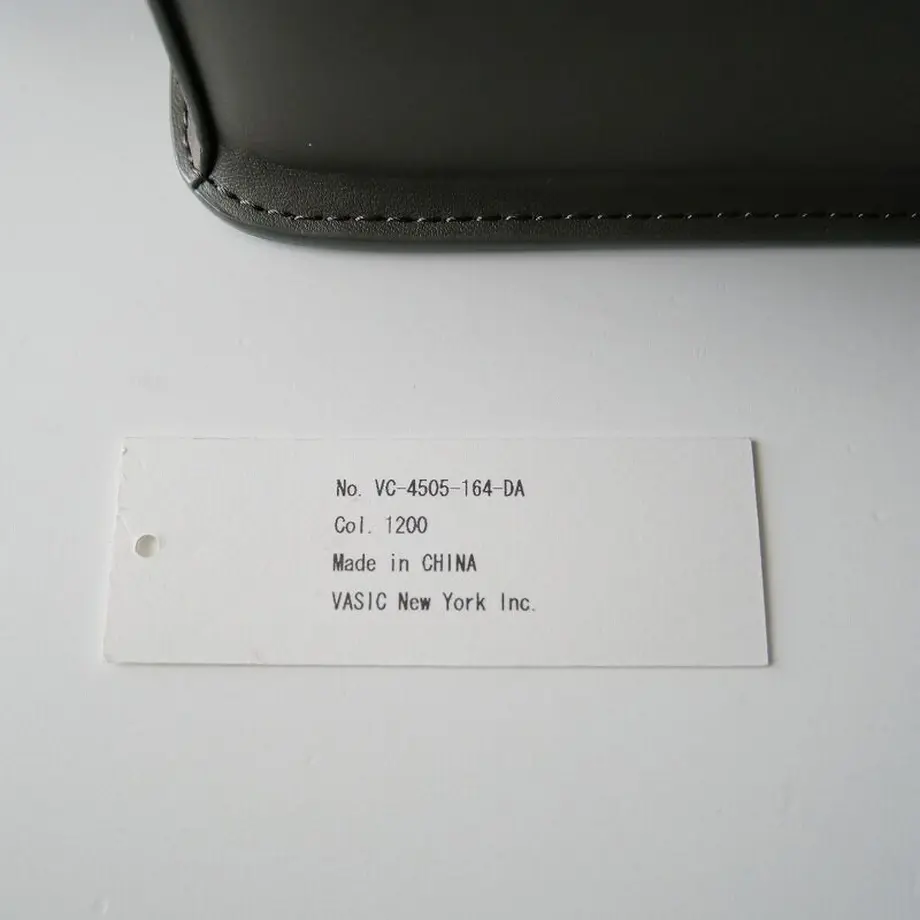 No. VC-4505-164-DA
Col. 1200
Made in CHINA
VASIC New York Inc.